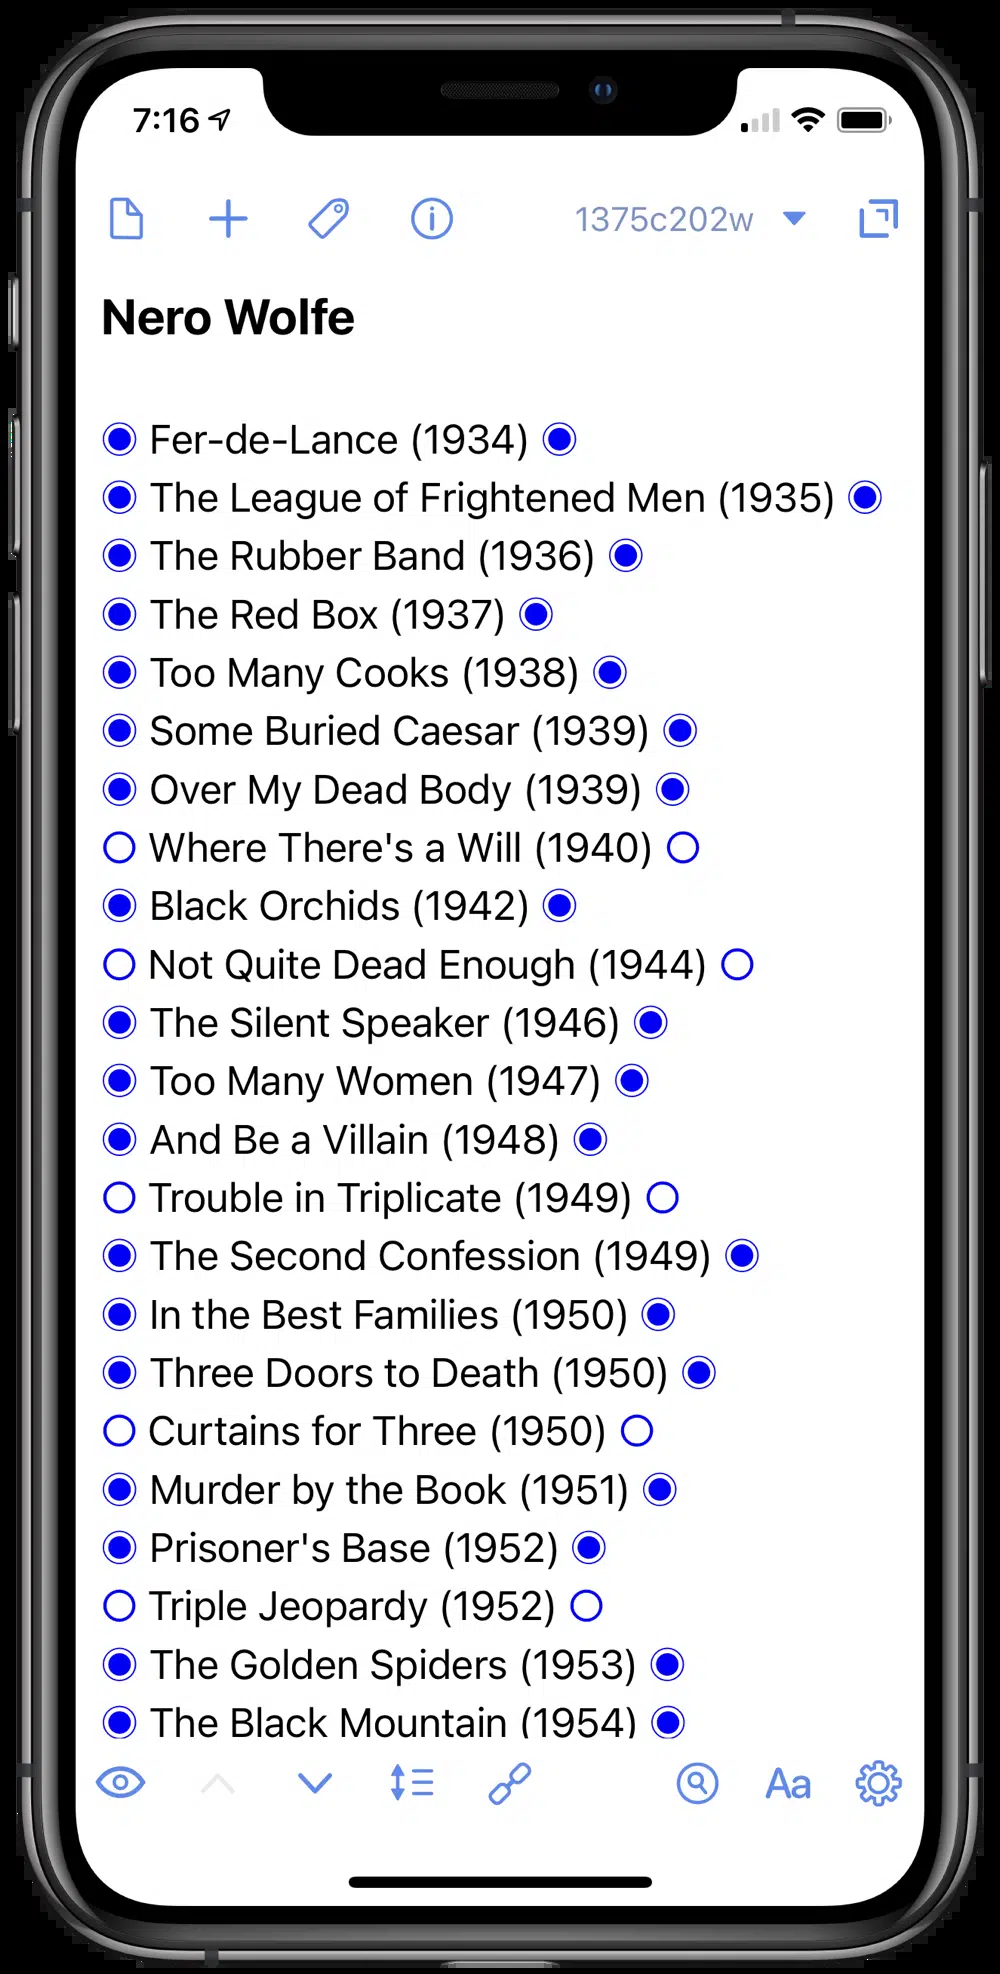 7:16
1375c202w
Nero Wolfe
Fer-de-Lance (1934)
The League of Frightened Men (1935)
The Rubber Band (1936)
The Red Box (1937)
Too Many Cooks (1938)
Some Buried Caesar (1939)
Over My Dead Body (1939)
Where There's a Will (1940)
Black Orchids (1942)
Not Quite Dead Enough (1944)
The Silent Speaker (1946)
Too Many Women (1947)
And Be a Villain (1948)
Trouble in Triplicate (1949)
The Second Confession (1949)
In the Best Families (1950)
Three Doors to Death (1950)
Curtains for Three (1950)
Murder by the Book (1951)
Prisoner's Base (1952)
Triple Jeopardy (1952)
The Golden Spiders (1953)
The Black Mountain (1954)
Aa